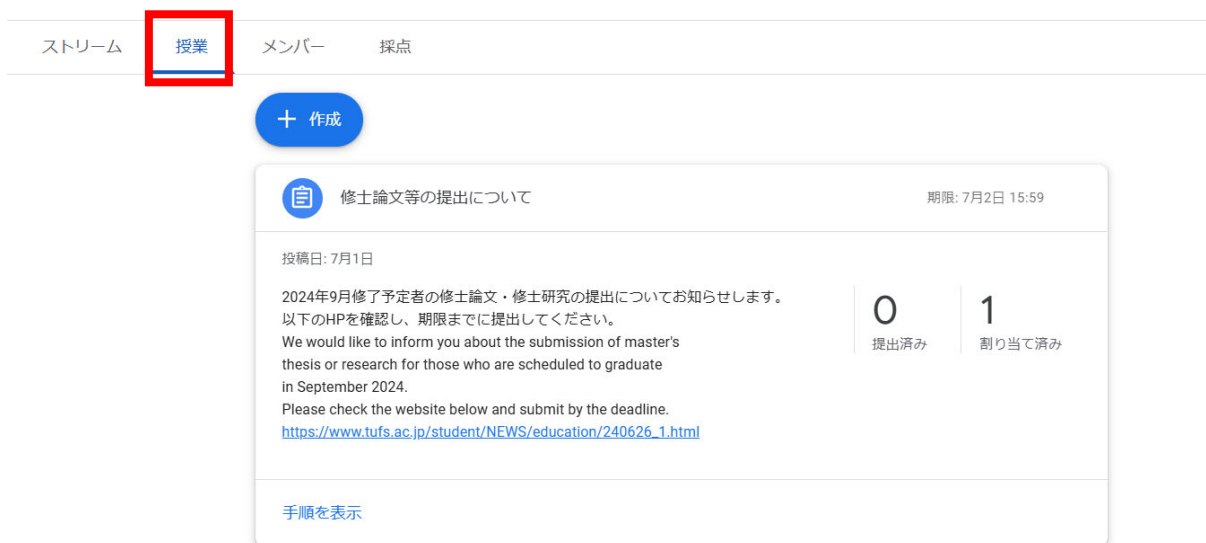 ストリーム 授業 メンバー 採点
+ 作成
修士論文等の提出について 期限: 7月2日 15:59
投稿日: 7月1日
2024年9月修了予定者の修士論文・修士研究の提出についてお知らせします。
以下のHPを確認し、期限までに提出してください。
We would like to inform you about the submission of master's
thesis or research for those who are scheduled to graduate
in September 2024.
Please check the website below and submit by the deadline.
https://www.tufs.ac.jp/student/NEWS/education/240626_1.html
0 1
提出済み 割り当て済み
手順を表示